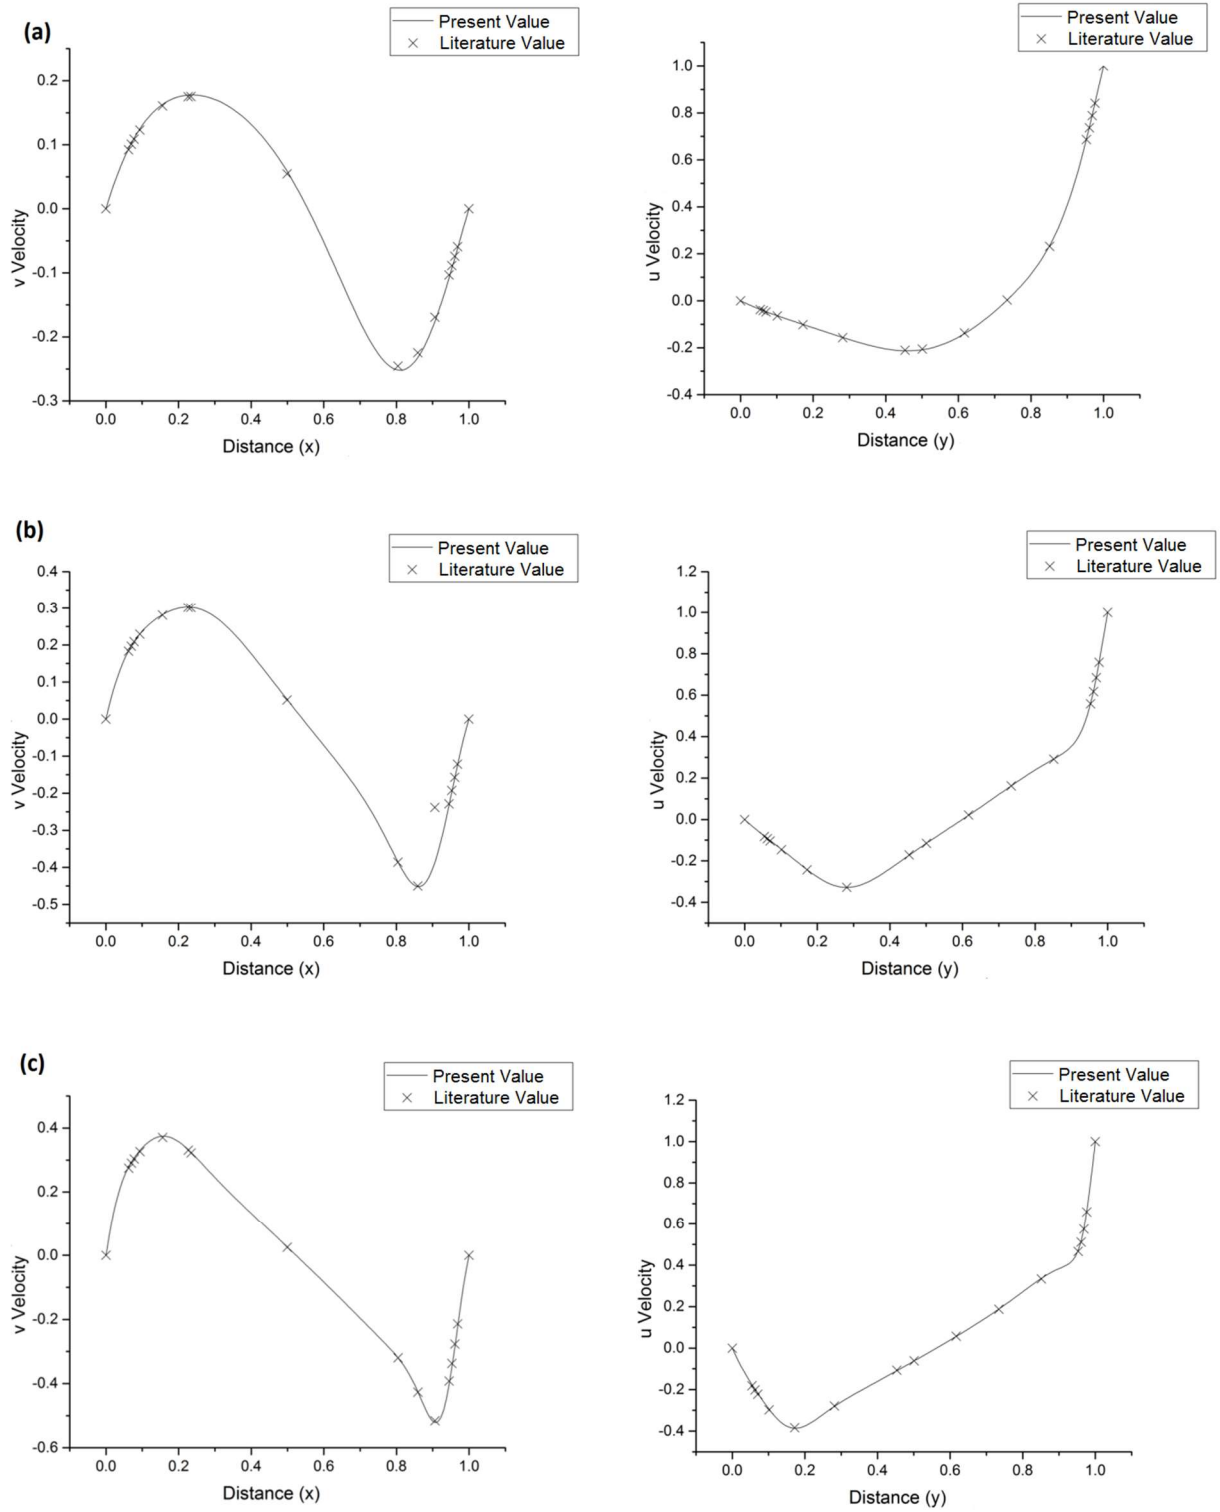 (a)
Present Value
Literature Value
0.2
0.1
0.0
-0.1
-0.2
-0.3
v Velocity
0.0 0.2 0.4 0.6 0.8 1.0
Distance (x)
Present Value
Literature Value
1.0
0.8
0.6
0.4
0.2
0.0
-0.2
-0.4
u Velocity
0.0 0.2 0.4 0.6 0.8 1.0
Distance (y)
(b)
Present Value
Literature Value
0.4
0.3
0.2
0.1
0.0
-0.1
-0.2
-0.3
-0.4
-0.5
v Velocity
0.0 0.2 0.4 0.6 0.8 1.0
Distance (x)
Present Value
Literature Value
1.2
1.0
0.8
0.6
0.4
0.2
0.0
-0.2
-0.4
u Velocity
0.0 0.2 0.4 0.6 0.8 1.0
Distance (y)
(c)
Present Value
Literature Value
0.4
0.2
0.0
-0.2
-0.4
-0.6
v Velocity
0.0 0.2 0.4 0.6 0.8 1.0
Distance (x)
Present Value
Literature Value
1.2
1.0
0.8
0.6
0.4
0.2
0.0
-0.2
-0.4
u Velocity
0.0 0.2 0.4 0.6 0.8 1.0
Distance (y)